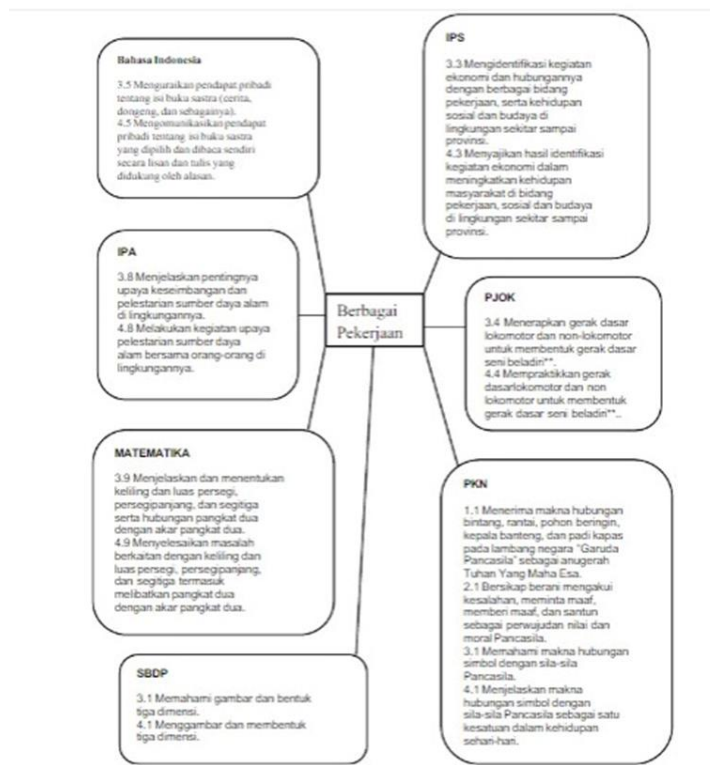 Bahasa Indonesia
3.5 Menguraikan pendapat pribadi
tentang isi buku sastra (cerita,
dongeng, dan sebagainya).
4.5 Mengomunikasikan pendapat
pribadi tentang isi buku sastra
yang dipilih dan dibaca sendiri
secara lisan dan tulis yang
didukung oleh alasan.
IPS
3.3 Mengidentifikasi kegiatan
ekonomi dan hubungannya
dengan berbagai bidang
pekerjaan, serta kehidupan
sosial dan budaya di
lingkungan sekitar sampai
provinsi.
4.3 Menyajikan hasil identifikasi
kegiatan ekonomi dalam
meningkatkan kehidupan
masyarakat di bidang
pekerjaan, sosial dan budaya
di lingkungan sekitar sampai
provinsi.
IPA
3.8 Menjelaskan pentingnya
upaya keseimbangan dan
pelestarian sumber daya alam
di lingkungannya.
4.8 Melakukan kegiatan upaya
pelestarian sumber daya
alam bersama orang-orang di
lingkungannya.
Berbagai
Pekerjaan
PJOK
3.4 Menerapkan gerak dasar
lokomotor dan non-lokomotor
untuk membentuk gerak dasar
seni beladiri**.
4.4 Mempraktikkan gerak
dasarlokomotor dan non
lokomotor untuk membentuk
gerak dasar seni beladiri**..
MATEMATIKA
3.9 Menjelaskan dan menentukan
keliling dan luas persegi,
persegipanjang, dan segitiga
serta hubungan pangkat dua
dengan akar pangkat dua.
4.9 Menyelesaikan masalah
berkaitan dengan keliling dan
luas persegi, persegipanjang,
dan segitiga termasuk
melibatkan pangkat dua
dengan akar pangkat dua.
PKN
1.1 Menerima makna hubungan
bintang, rantai, pohon beringin,
kepala banteng, dan padi kapas
pada lambang negara "Garuda
Pancasila" sebagai anugerah
Tuhan Yang Maha Esa.
2.1 Bersikap berani mengakui
kesalahan, meminta maaf,
memberi maaf, dan santun
sebagai perwujudan nilai dan
moral Pancasila.
3.1 Memahami makna hubungan
simbol dengan sila-sila
Pancasila.
4.1 Menjelaskan makna
hubungan simbol dengan
sila-sila Pancasila sebagai satu
kesatuan dalam kehidupan
sehari-hari.
SBDP
3.1 Memahami gambar dan bentuk
tiga dimensi.
4.1 Menggambar dan membentuk
tiga dimensi.